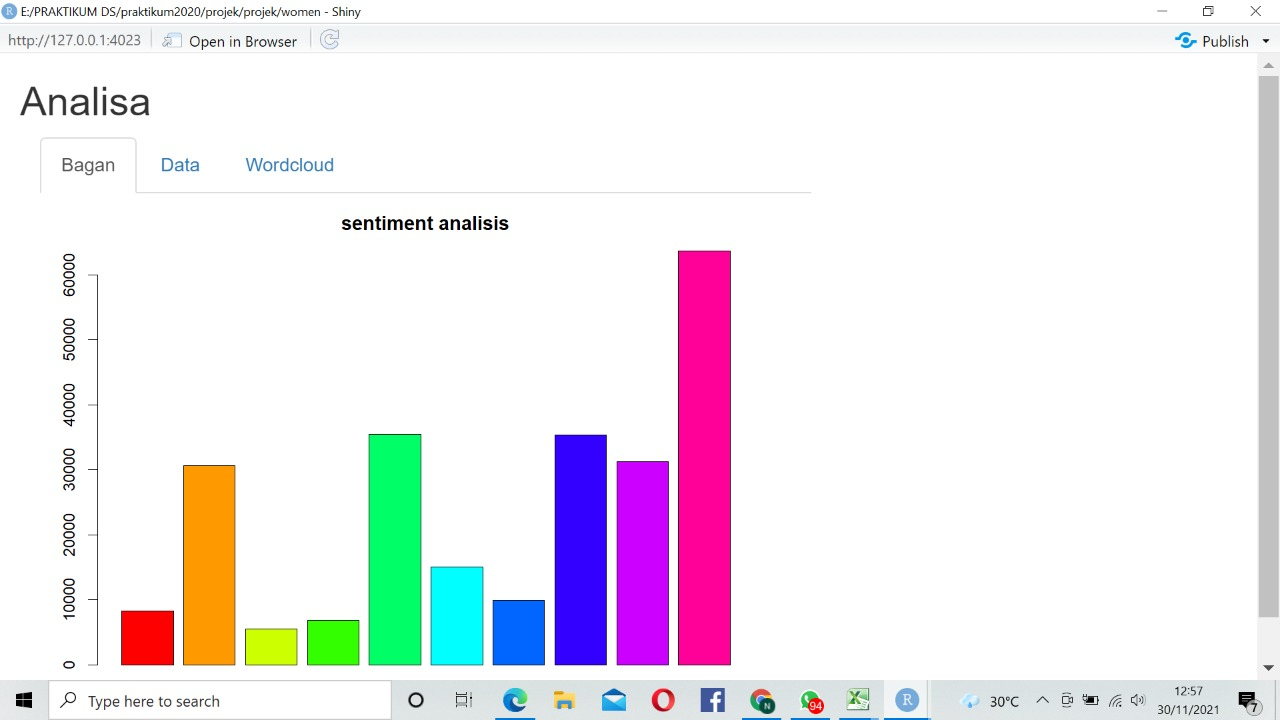 E:/PRAKTIKUM DS/praktikum2020/projek/projek/women - Shiny
http://127.0.0.1:4023 Open in Browser Publish
Analisa
Bagan Data Wordcloud
sentiment analisis
60000
50000
40000
30000
20000
10000
0
Type here to search
N
94
30°C
12:57
30/11/2021
7